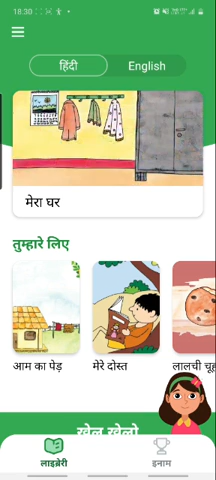 18:30
हिंदी
English
मेरा घर
तुम्हारे लिए
आम का पेड़
मेरे दोस्त
लालची
खेल खेलो
लाइब्रेरी
इनाम